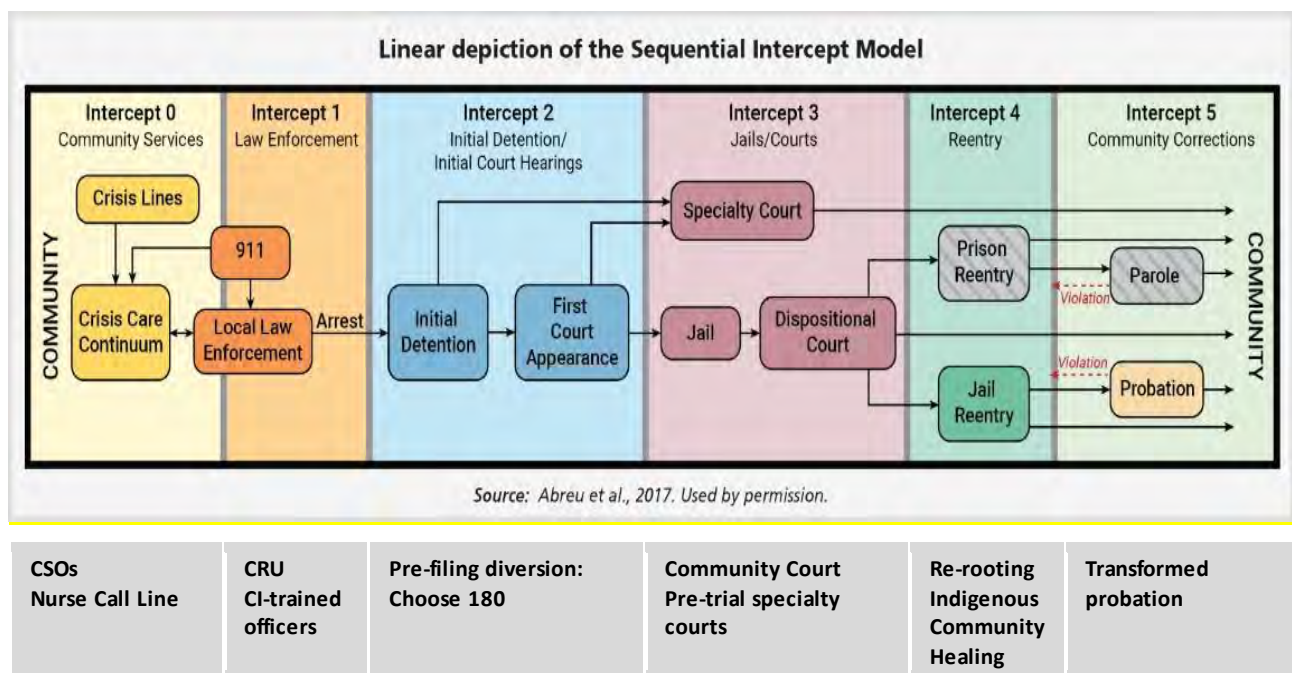 Linear depiction of the Sequential Intercept Model
Intercept 0
Community Services
Intercept 1
Law Enforcement
Intercept 2
Initial Detention/
Initial Court Hearings
Intercept 3
Jails/Courts
Intercept 4
Reentry
Intercept 5
Community Corrections
COMMUNITY
Crisis Lines
Crisis Care
Continuum
911
Local Law
Enforcement
Arrest
Initial
Detention
First
Court
Appearance
Specialty Court
Jail
Dispositional
Court
Prison
Reentry
Violation
Parole
Jail
Reentry
Violation
Probation
COMMUNITY
Source: Abreu et al., 2017. Used by permission.
CSOs
Nurse Call Line
CRU
CI-trained
officers
Pre-filing diversion:
Choose 180
Community Court
Pre-trial specialty
courts
Re-rooting
Indigenous
Community
Healing
Transformed
probation